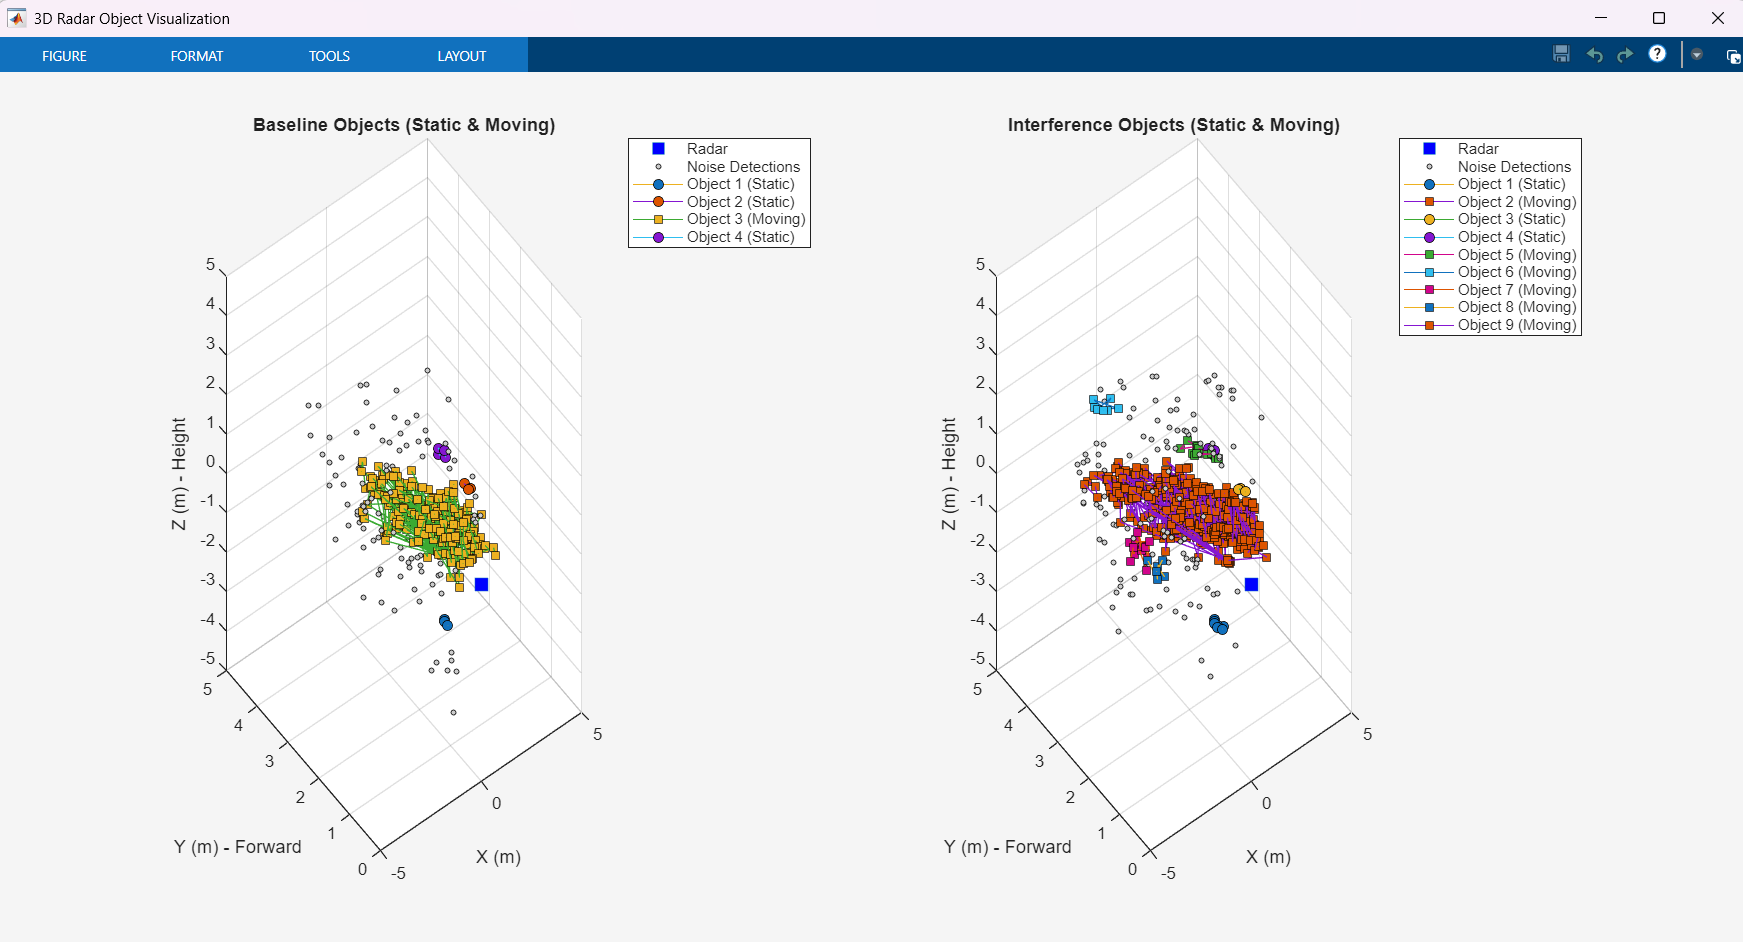 3D Radar Object Visualization
FIGURE FORMAT TOOLS LAYOUT
?
Baseline Objects (Static & Moving)
Radar
Noise Detections
Object 1 (Static)
Object 2 (Static)
Object 3 (Moving)
Object 4 (Static)
5
4
3
2
1
0
-1
-2
-3
-4
-5
Z (m) - Height
5
4
3
2
1
0
Y (m) - Forward
-5
0
5
X (m)
Interference Objects (Static & Moving)
Radar
Noise Detections
Object 1 (Static)
Object 2 (Moving)
Object 3 (Static)
Object 4 (Static)
Object 5 (Moving)
Object 6 (Moving)
Object 7 (Moving)
Object 8 (Moving)
Object 9 (Moving)
5
4
3
2
1
0
-1
-2
-3
-4
-5
Z (m) - Height
5
4
3
2
1
0
Y (m) - Forward
-5
0
5
X (m)